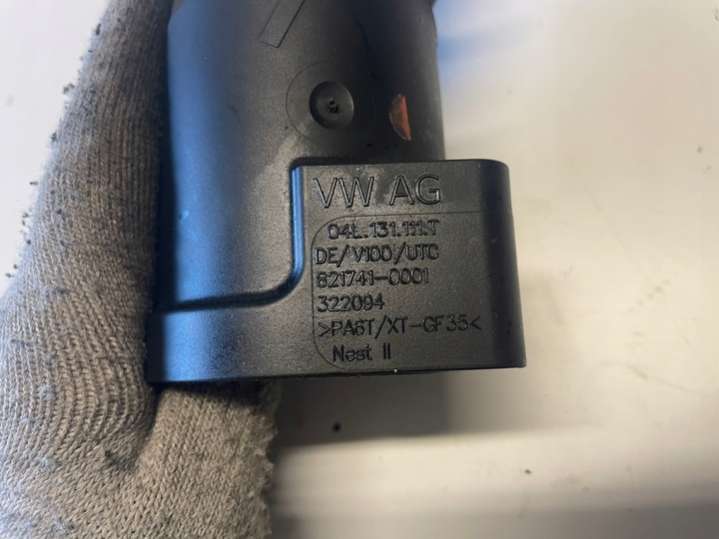 VW AG
04L.131.111.T
DE/V100/UTC
821741-0001
322094
>PA6T/XT-GF35<
Nest II